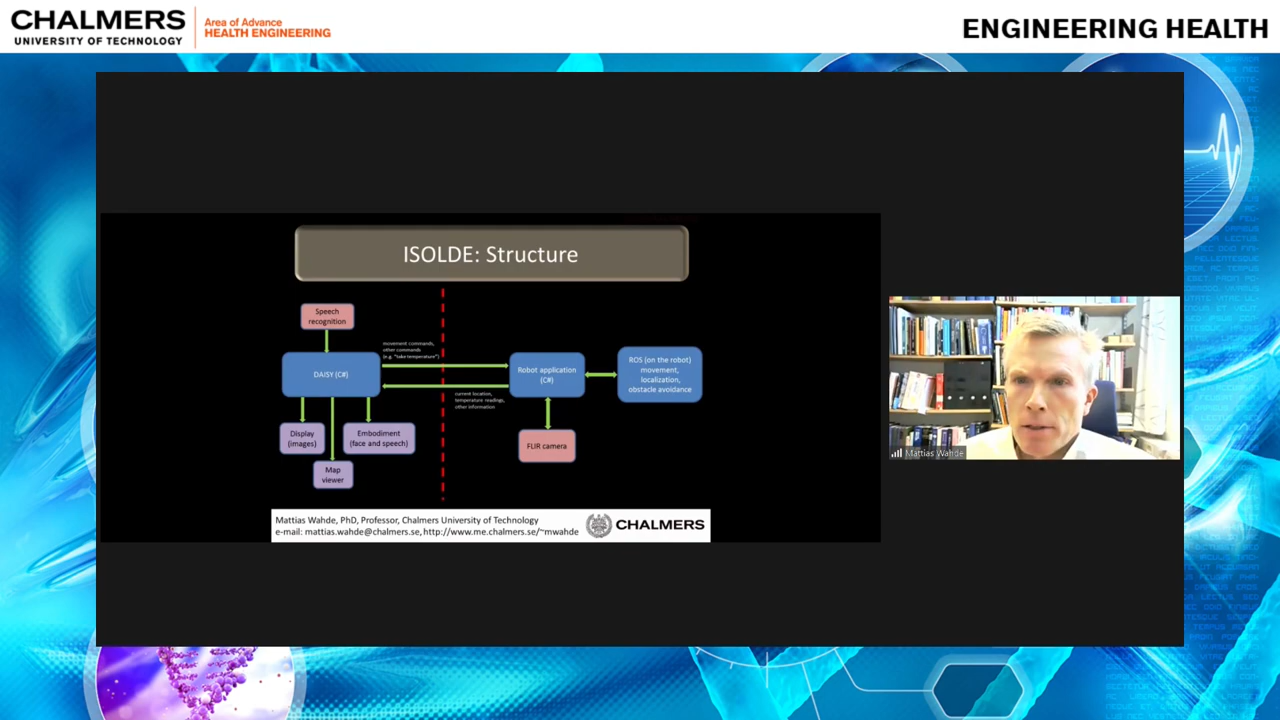 CHALMERS
UNIVERSITY OF TECHNOLOGY
Area of Advance
HEALTH ENGINEERING
ENGINEERING HEALTH
ISOLDE: Structure
Speech
recognition
movement commands,
other commands
(e.g. "take temperature")
DAISY (C#)
Robot application
(C#)
ROS (on the robot)
movement,
localization,
obstacle avoidance
current location,
temperature readings,
other information
Display
(images)
Embodiment
(face and speech)
FLIR camera
Map
viewer
Mattias Wahde
Mattias Wahde, PhD, Professor, Chalmers University of Technology
e-mail: mattias.wahde@chalmers.se, http://www.me.chalmers.se/~mwahde
CHALMERS